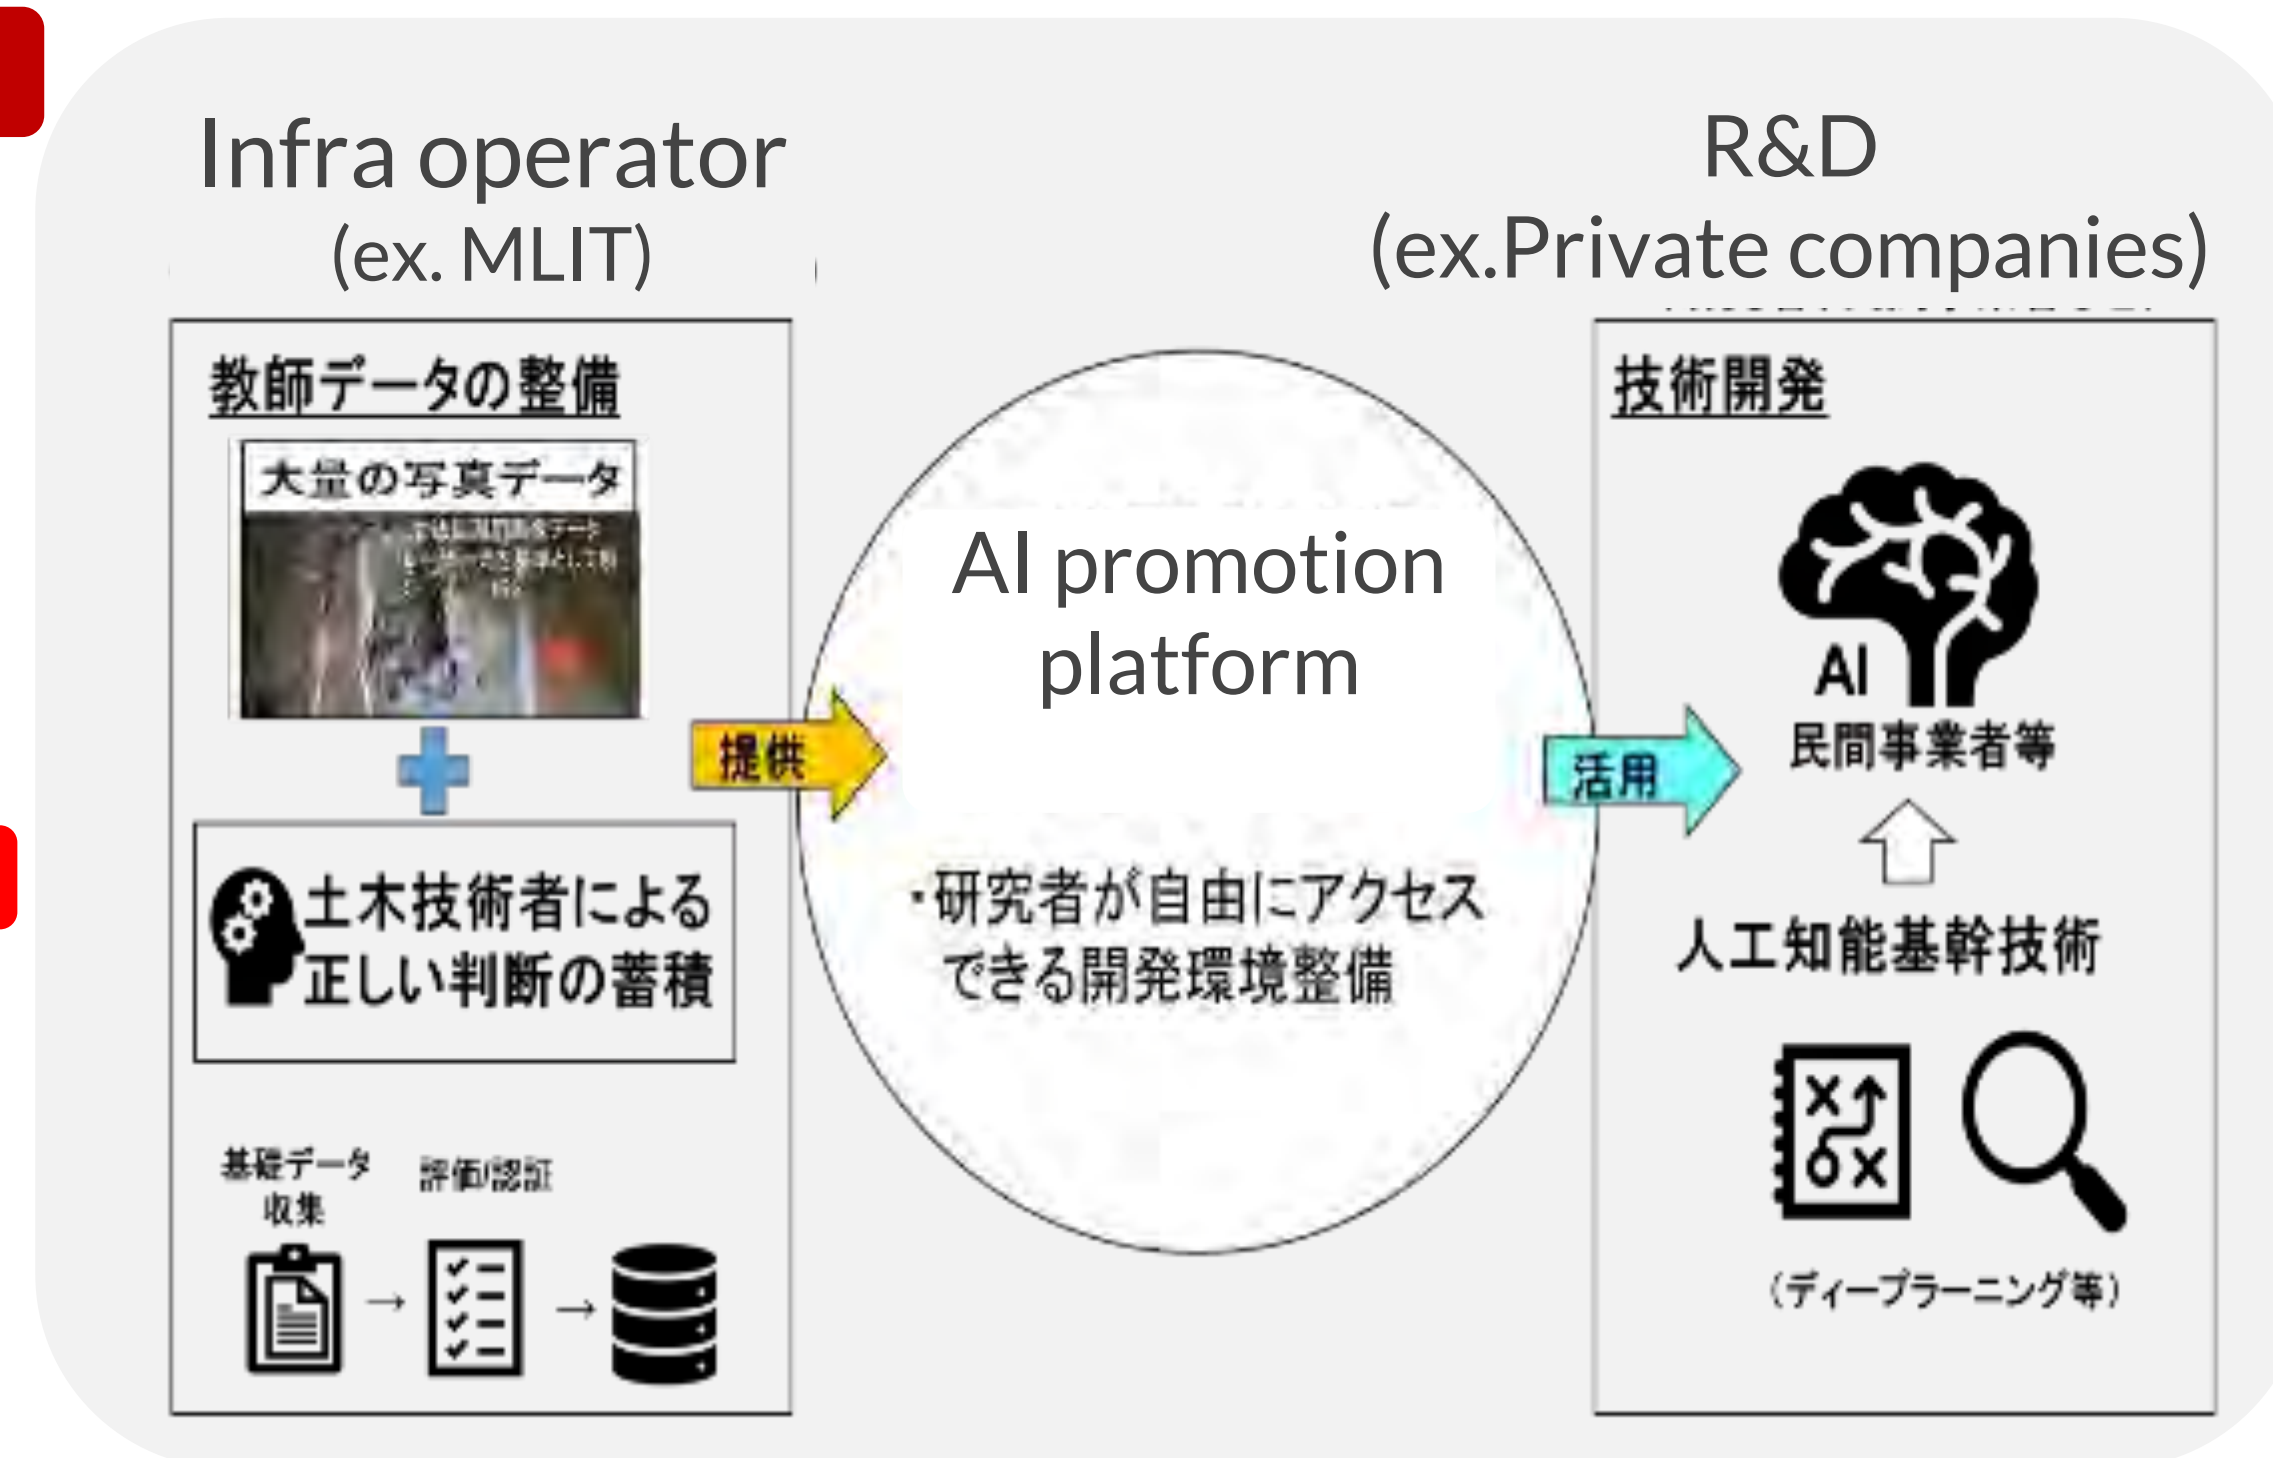 Infra operator
(ex. MLIT)
教師データの整備
大量の写真データ
土木技術者による
正しい判断の蓄積
基礎データ
収集
評価/認証
提供
AI promotion
platform
・研究者が自由にアクセス
できる開発環境整備
活用
R&D
(ex.Private companies)
技術開発
AI
民間事業者等
人工知能基幹技術
(ディープラーニング等)